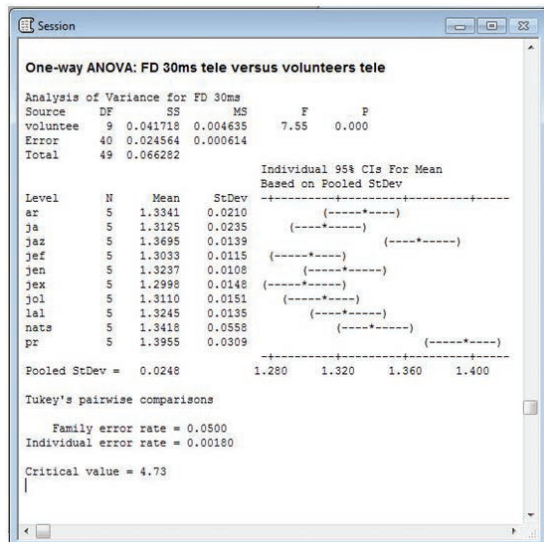 Session
One-way ANOVA: FD 30ms tele versus volunteers tele
Analysis of Variance for FD 30ms
Source DF SS MS F P
voluntee 9 0.041718 0.004635 7.55 0.000
Error 40 0.024564 0.000614
Total 49 0.066282
Individual 95% CIs For Mean
Based on Pooled StDev
Level N Mean StDev -+---------+---------+---------+-----
ar 5 1.3341 0.0210 (-----*----)
ja 5 1.3125 0.0235 (----*-----)
jaz 5 1.3695 0.0139 (----*----)
jef 5 1.3033 0.0115 (-----*----)
jen 5 1.3237 0.0108 (-----*-----)
jex 5 1.2998 0.0148 (-----*----)
jol 5 1.3110 0.0151 (----*----)
lal 5 1.3245 0.0135 (----*-----)
nats 5 1.3418 0.0558 (----*-----)
pr 5 1.3955 0.0309 (-----*----)
-+---------+---------+---------+-----
Pooled StDev = 0.0248 1.280 1.320 1.360 1.400
Tukey's pairwise comparisons
Family error rate = 0.0500
Individual error rate = 0.00180
Critical value = 4.73